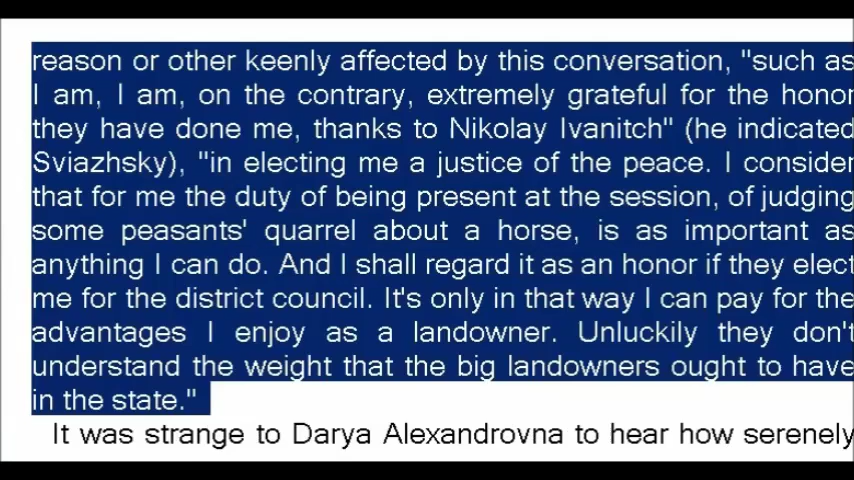 reason or other keenly affected by this conversation, "such as
I am, I am, on the contrary, extremely grateful for the honor
they have done me, thanks to Nikolay Ivanitch" (he indicated
Sviazhsky), "in electing me a justice of the peace. I consider
that for me the duty of being present at the session, of judging
some peasants' quarrel about a horse, is as important as
anything I can do. And I shall regard it as an honor if they elect
me for the district council. It's only in that way I can pay for the
advantages I enjoy as a landowner. Unluckily they don't
understand the weight that the big landowners ought to have
in the state."
It was strange to Darya Alexandrovna to hear how serenely